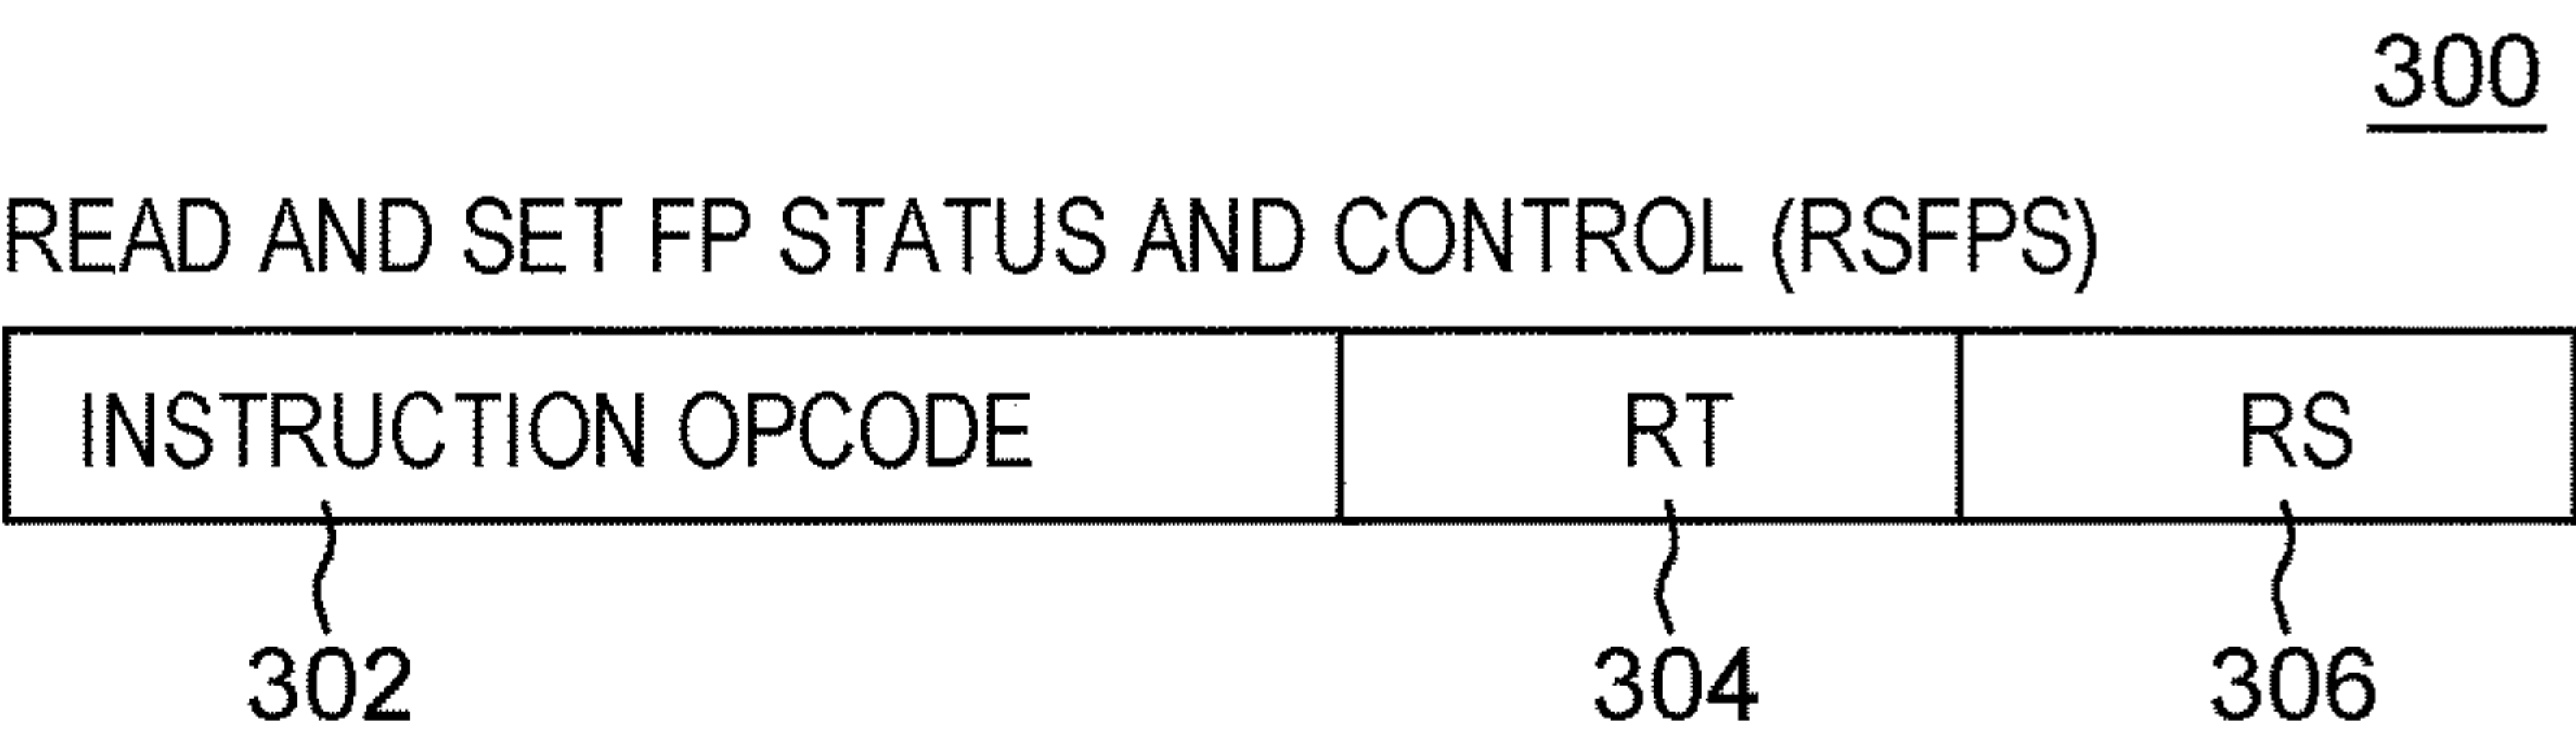 300
READ AND SET FP STATUS AND CONTROL (RSFPS)
INSTRUCTION OPCODE RT RS
302 304 306